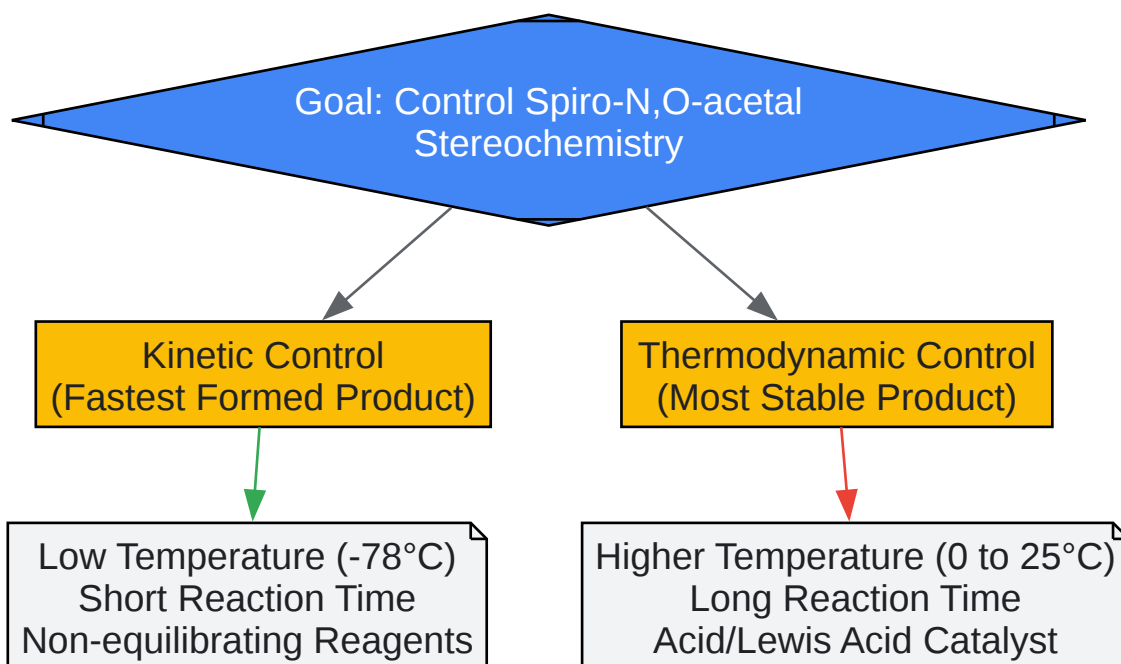 Goal: Control Spiro-N,O-acetal
Stereochemistry
Kinetic Control
(Fastest Formed Product)
Thermodynamic Control
(Most Stable Product)
Low Temperature (-78°C)
Short Reaction Time
Non-equilibrating Reagents
Higher Temperature (0 to 25°C)
Long Reaction Time
Acid/Lewis Acid Catalyst